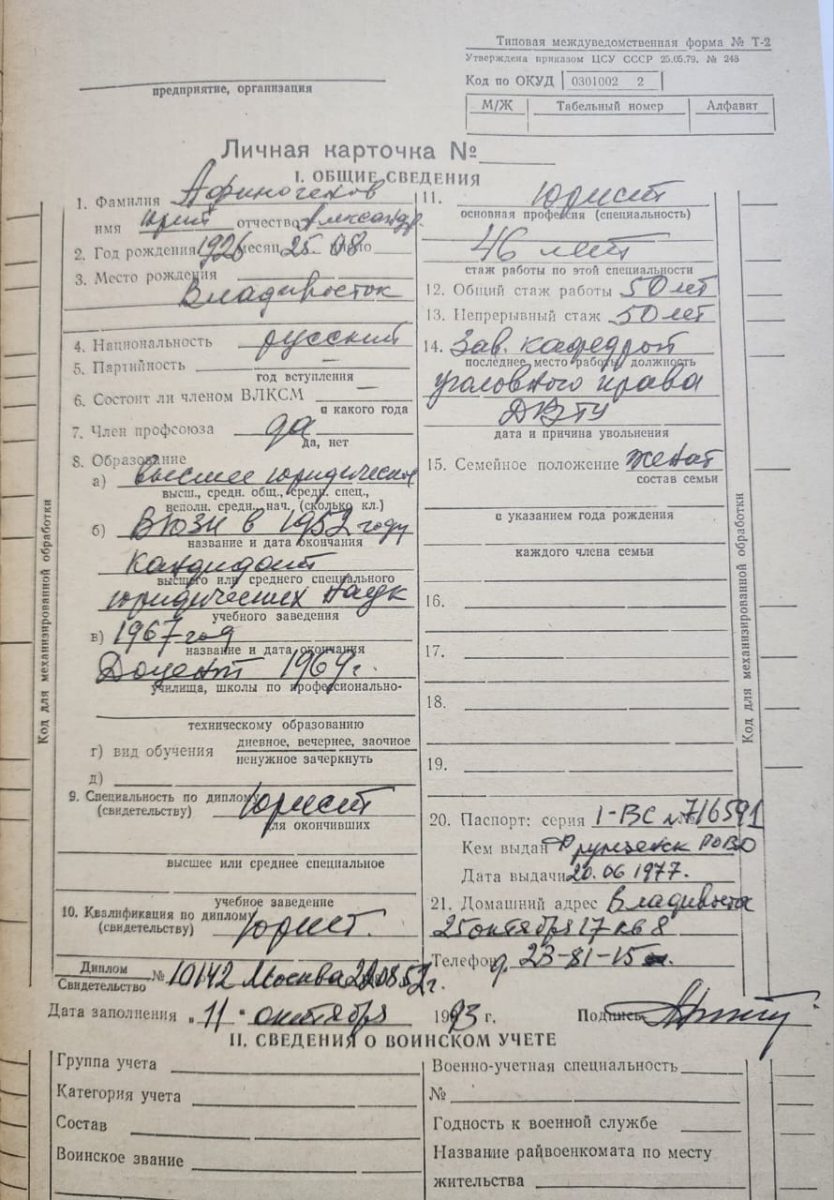 Типовая междуведомственная форма № Т-2
Утверждена приказом ЦСУ СССР 25.05.79. № 243
Код по ОКУД 0301002 2
предприятие, организация
М/Ж Табельный номер Алфавит
Личная карточка №
I. ОБЩИЕ СВЕДЕНИЯ
1. Фамилия Афиногенов
имя Юрий отчество Александр.
2. Год рождения 1926 месяц 25 08
3. Место рождения
Владивосток
4. Национальность русский
5. Партийность —
год вступления
6. Состоит ли членом ВЛКСМ —
с какого года
7. Член профсоюза да
да, нет
8. Образование
а) высшее юридическое
высш., средн. общ., средн. спец.,
неполн. средн., нач. (сколько кл.)
б) ВЮЗИ в 1952 году
название и дата окончания
кандидат
высшего или среднего специального
юридических наук
учебного заведения
в) 1967 год
название и дата окончания
Доцент 1969 г.
училища, школы по профессионально-
техническому образованию
г) вид обучения дневное, вечернее, заочное
ненужное зачеркнуть
д)
9. Специальность по диплому юрист
(свидетельству)
для окончивших
высшее или среднее специальное
учебное заведение
10. Квалификация по диплому
(свидетельству) юрист.
Диплом
Свидетельство № 10142 Москва 22.08.52 г.
Дата заполнения „11" октября 1993 г. Подпись
11. юрист
основная профессия (специальность)
46 лет
стаж работы по этой специальности
12. Общий стаж работы 50 лет
13. Непрерывный стаж 50 лет
14. Зав. кафедрой
последнее место работы, должность
уголовного права
ДВГУ
дата и причина увольнения
15. Семейное положение женат
состав семьи
с указанием года рождения
каждого члена семьи
16.
17.
18.
19.
20. Паспорт: серия I-ВС № 716591
Кем выдан Фрунзенск РОВД
Дата выдачи 20.06 1977.
21. Домашний адрес Владивосток
25 октября 17 кв 8
Телефон 23-81-15
Код для механизированной обработки
Код для механизированной обработки
II. СВЕДЕНИЯ О ВОИНСКОМ УЧЕТЕ
Группа учета
Категория учета
Состав
Воинское звание
Военно-учетная специальность
№
Годность к военной службе
Название райвоенкомата по месту
жительства